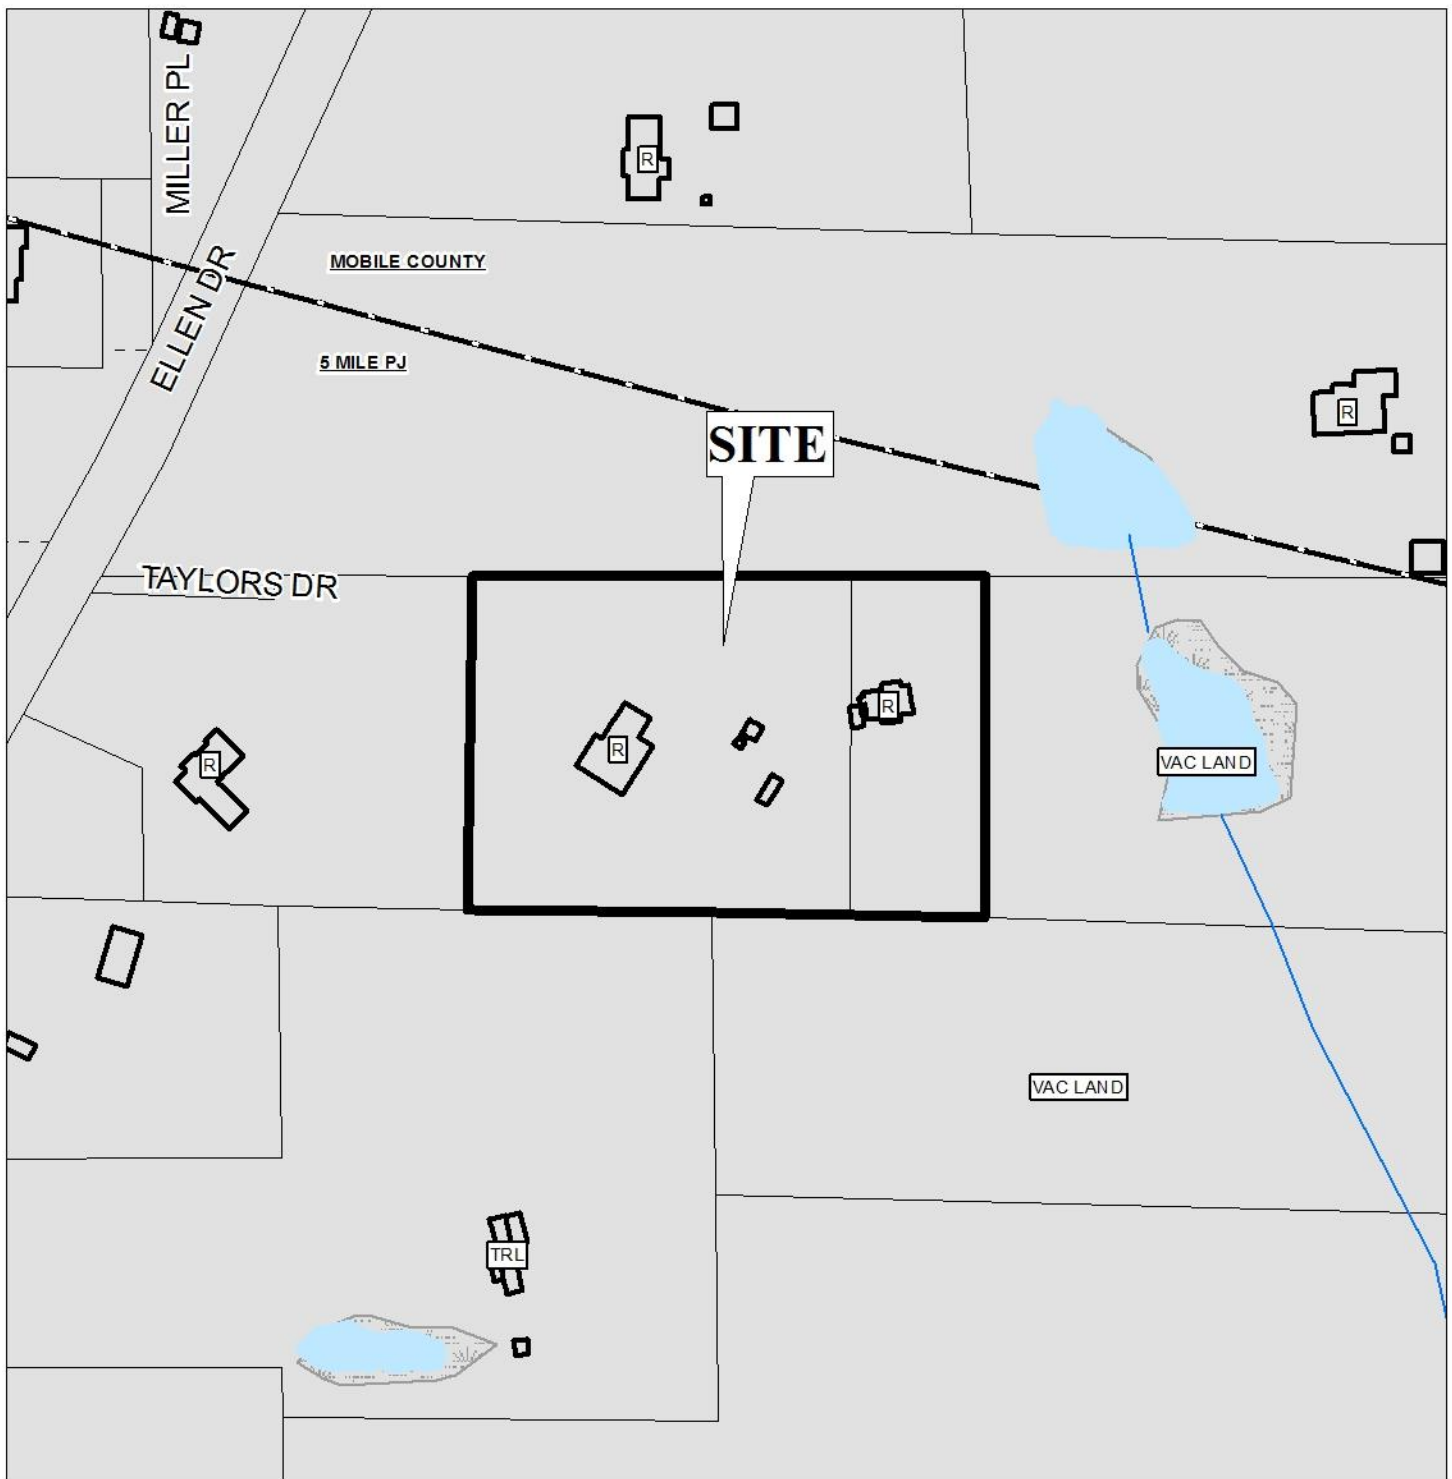 MILLER PL
R
MOBILE COUNTY
ELLEN DR
5 MILE PJ
R
SITE
TAYLORS DR
R
R
R
VAC LAND
VAC LAND
TRL